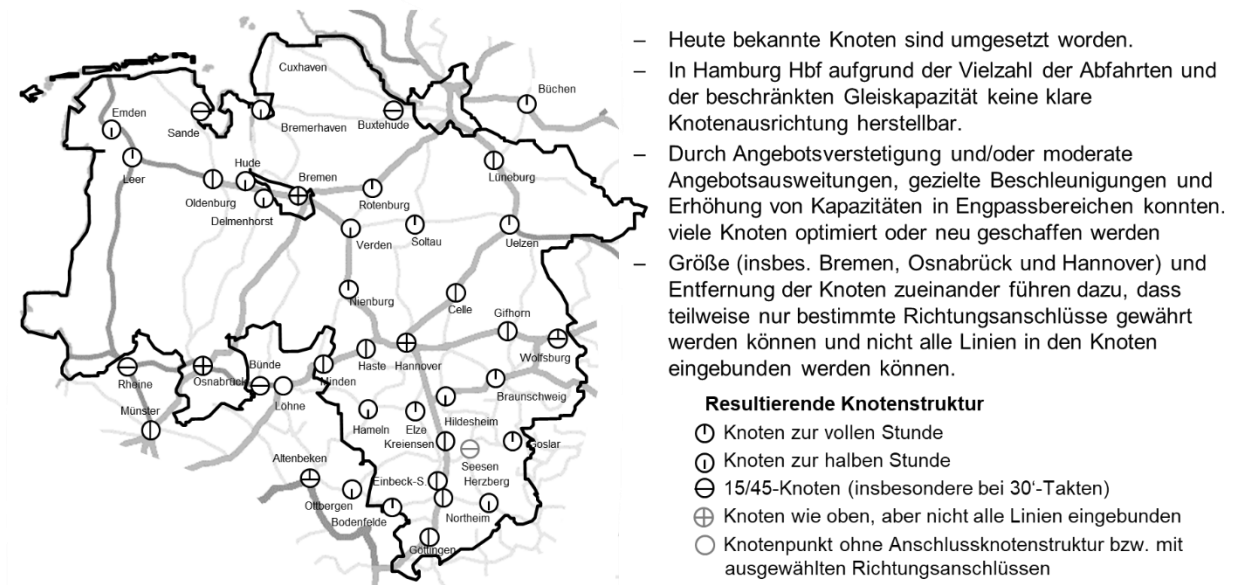 Cuxhaven
Büchen
Emden
Sande
Bremerhaven
Buxtehude
Leer
Hude
Bremen
Lüneburg
Oldenburg
Rotenburg
Delmenhorst
Verden
Soltau
Uelzen
Nienburg
Celle
Gifhorn
Bünde
Wolfsburg
Rheine
Osnabrück
Minden
Haste
Hannover
Löhne
Braunschweig
Münster
Hameln
Elze
Hildesheim
Kreiensen
Goslar
Seesen
Altenbeken
Einbeck-S.
Herzberg
Ottbergen
Northeim
Bodenfelde
Göttingen
– Heute bekannte Knoten sind umgesetzt worden.
– In Hamburg Hbf aufgrund der Vielzahl der Abfahrten und
der beschränkten Gleiskapazität keine klare
Knotenausrichtung herstellbar.
– Durch Angebotsverstetigung und/oder moderate
Angebotsausweitungen, gezielte Beschleunigungen und
Erhöhung von Kapazitäten in Engpassbereichen konnten.
viele Knoten optimiert oder neu geschaffen werden
– Größe (insbes. Bremen, Osnabrück und Hannover) und
Entfernung der Knoten zueinander führen dazu, dass
teilweise nur bestimmte Richtungsanschlüsse gewährt
werden können und nicht alle Linien in den Knoten
eingebunden werden können.
Resultierende Knotenstruktur
Knoten zur vollen Stunde
Knoten zur halben Stunde
15/45-Knoten (insbesondere bei 30‘-Takten)
Knoten wie oben, aber nicht alle Linien eingebunden
Knotenpunkt ohne Anschlussknotenstruktur bzw. mit
ausgewählten Richtungsanschlüssen